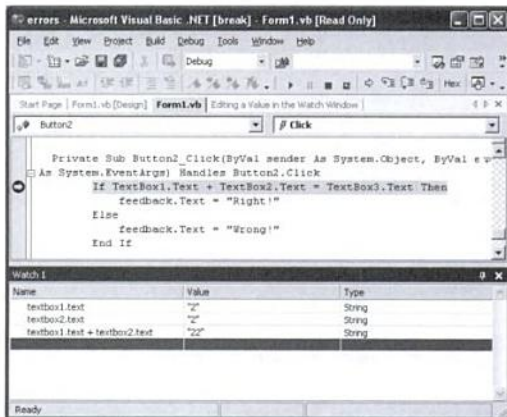 errors - Microsoft Visual Basic .NET [break] - Form1.vb [Read Only]
File Edit View Project Build Debug Tools Window Help
Debug
Hex
Start Page | Form1.vb [Design] Form1.vb Editing a Value in the Watch Window
Button2 Click
Private Sub Button2_Click(ByVal sender As System.Object, ByVal e
As System.EventArgs) Handles Button2.Click
If TextBox1.Text + TextBox2.Text = TextBox3.Text Then
feedback.Text = "Right!"
Else
feedback.Text = "Wrong!"
End If
Watch 1
Name Value Type
textbox1.text "2" String
textbox2.text "2" String
textbox1.text + textbox2.text "22" String
Ready